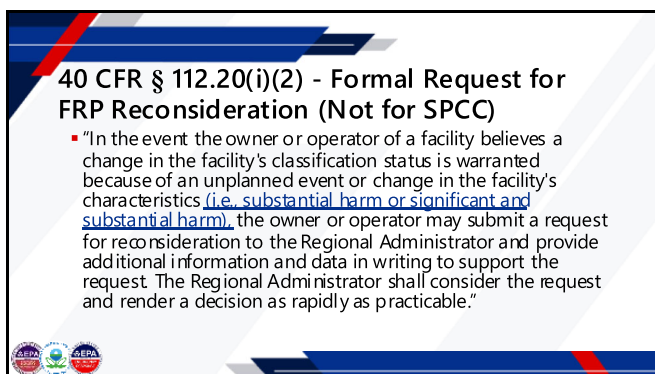 40 CFR § 112.20(i)(2) - Formal Request for
FRP Reconsideration (Not for SPCC)
▪ “In the event the owner or operator of a facility believes a
change in the facility's classification status is warranted
because of an unplanned event or change in the facility's
characteristics (i.e., substantial harm or significant and
substantial harm), the owner or operator may submit a request
for reconsideration to the Regional Administrator and provide
additional information and data in writing to support the
request. The Regional Administrator shall consider the request
and render a decision as rapidly as practicable.”
EPA
EPA